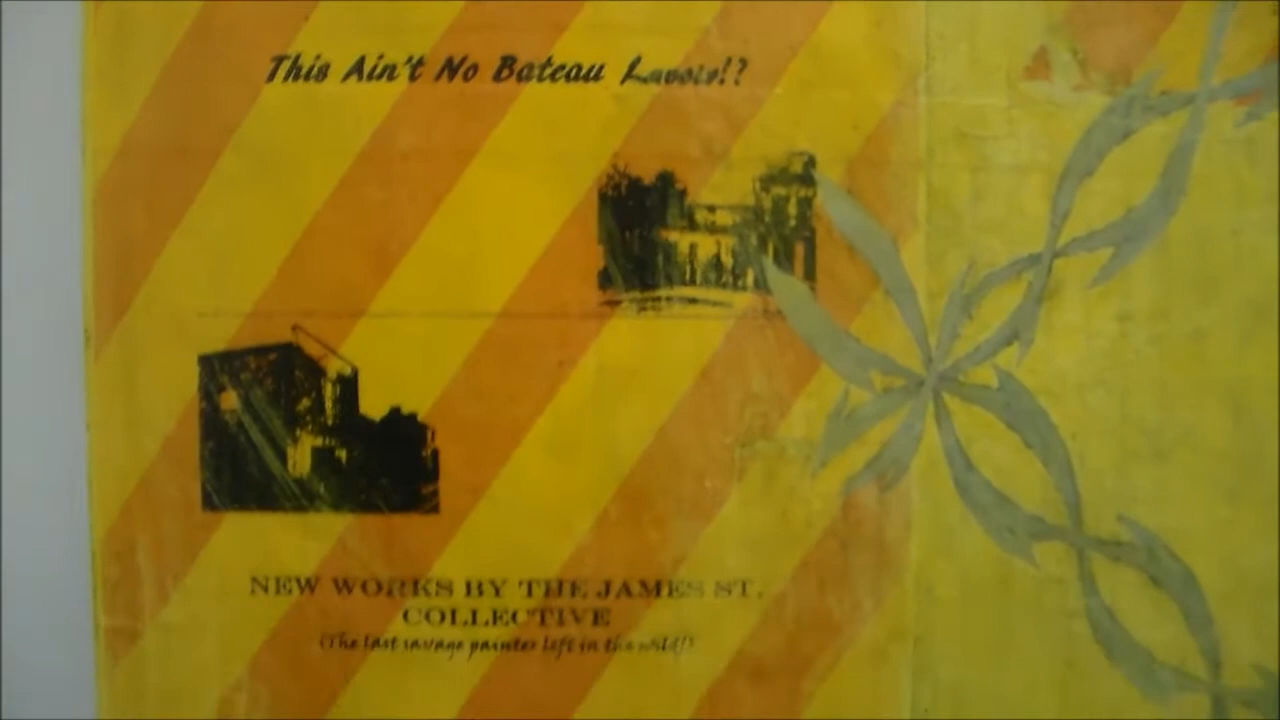 This Ain't No Bateau Lavoir!?
NEW WORKS BY THE JAMES ST.
COLLECTIVE
(The last savage painter left in the wild!)